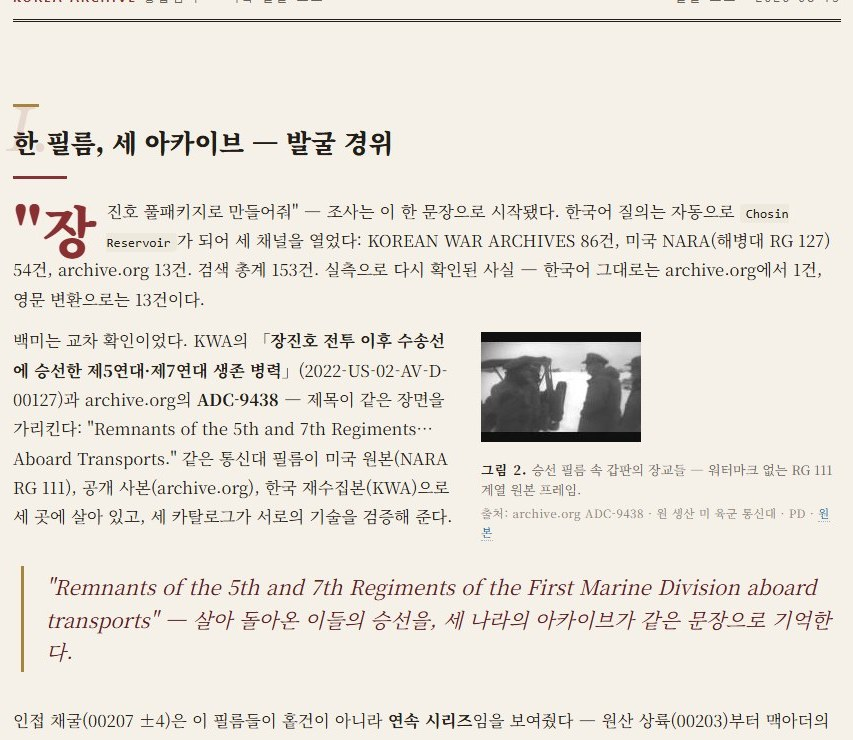 KOREA ARCHIVE
I.
한 필름, 세 아카이브 — 발굴 경위
"장진호 풀패키지로 만들어줘" — 조사는 이 한 문장으로 시작됐다. 한국어 질의는 자동으로 Chosin
Reservoir 가 되어 세 채널을 열었다: KOREAN WAR ARCHIVES 86건, 미국 NARA(해병대 RG 127)
54건, archive.org 13건. 검색 총계 153건. 실측으로 다시 확인된 사실 — 한국어 그대로는 archive.org에서 1건,
영문 변환으로는 13건이다.
백미는 교차 확인이었다. KWA의 「장진호 전투 이후 수송선
에 승선한 제5연대·제7연대 생존 병력」(2022-US-02-AV-D-
00127)과 archive.org의 ADC-9438 — 제목이 같은 장면을
가리킨다: "Remnants of the 5th and 7th Regiments…
Aboard Transports." 같은 통신대 필름이 미국 원본(NARA
RG 111), 공개 사본(archive.org), 한국 재수집본(KWA)으로
세 곳에 살아 있고, 세 카탈로그가 서로의 기술을 검증해 준다.
그림 2. 승선 필름 속 갑판의 장교들 — 워터마크 없는 RG 111
계열 원본 프레임.
출처: archive.org ADC-9438 · 원 생산 미 육군 통신대 · PD · 원
본
"Remnants of the 5th and 7th Regiments of the First Marine Division aboard
transports" — 살아 돌아온 이들의 승선을, 세 나라의 아카이브가 같은 문장으로 기억한
다.
인접 채굴(00207 ±4)은 이 필름들이 홑건이 아니라 연속 시리즈임을 보여줬다 — 원산 상륙(00203)부터 맥아더의